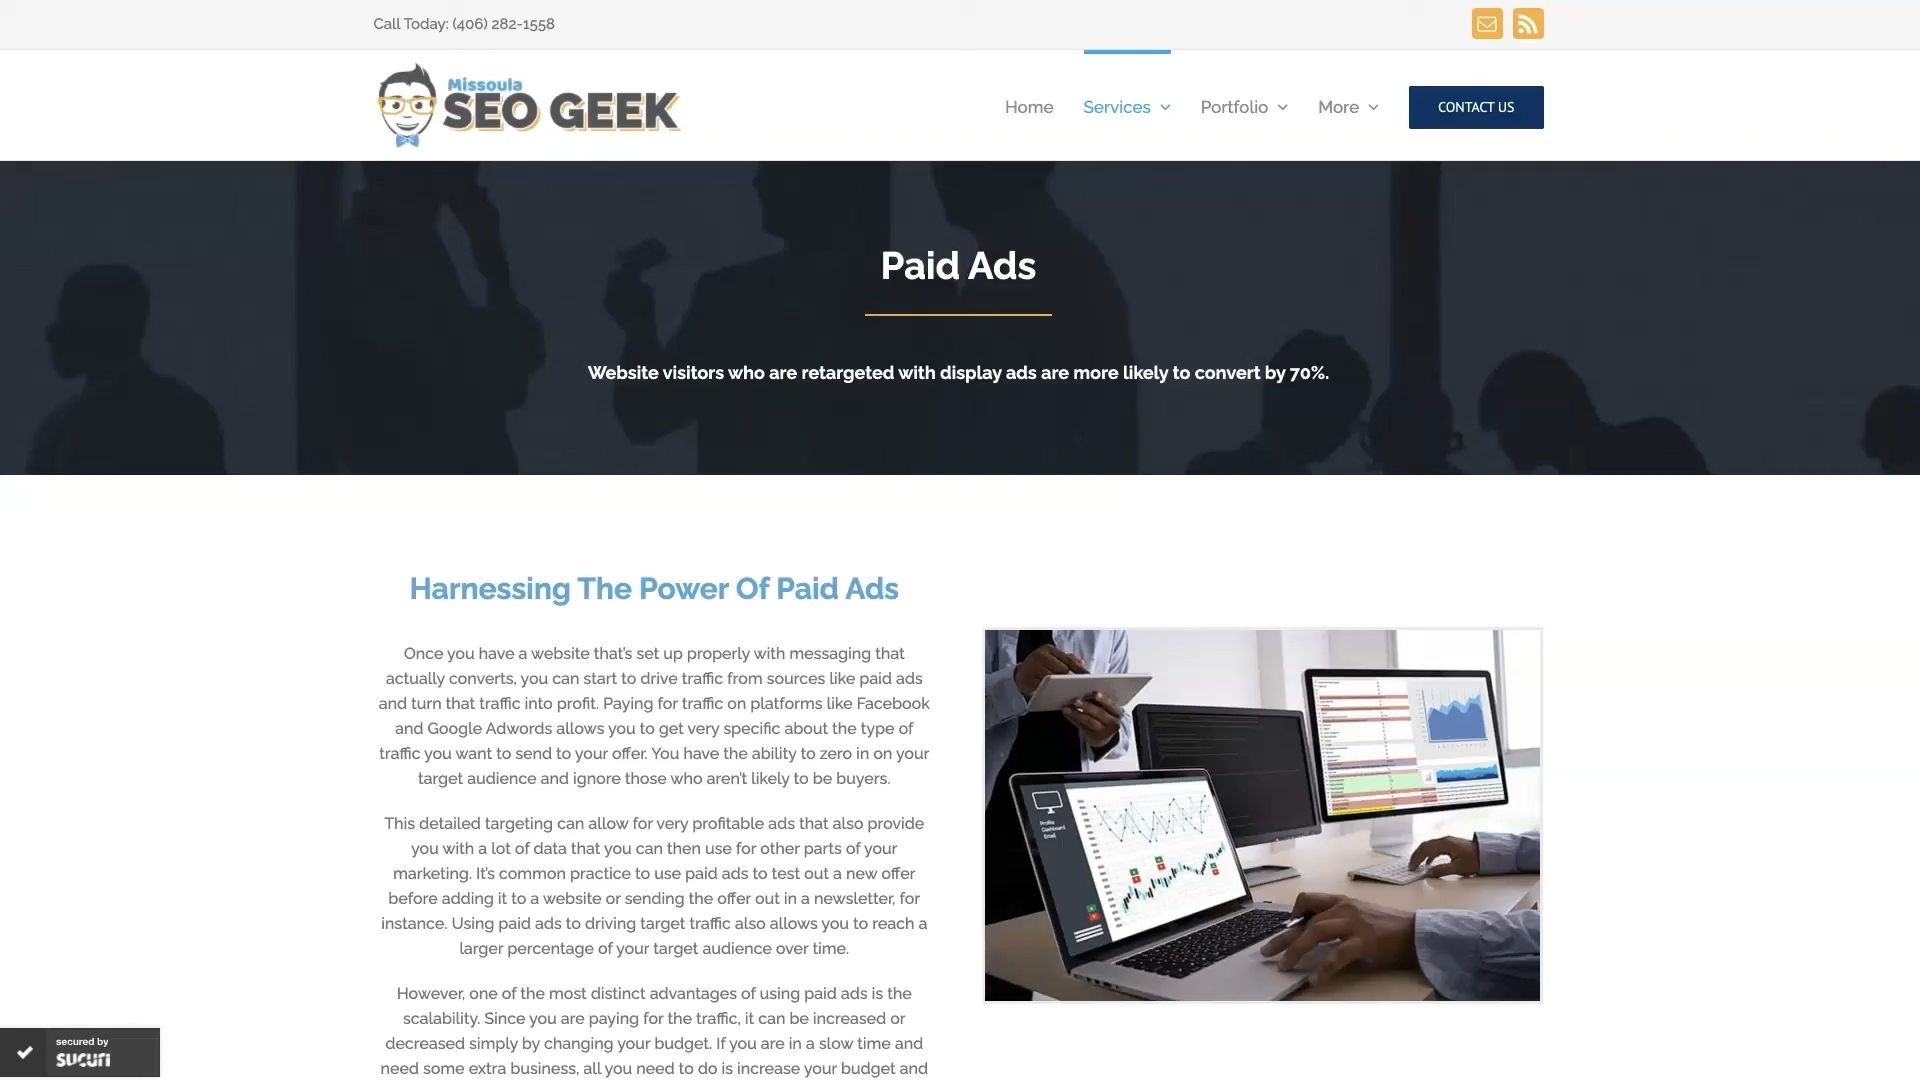 Call Today: (406) 282-1558
Missoula
SEO GEEK
Home
Services
Portfolio
More
CONTACT US
Paid Ads
Website visitors who are retargeted with display ads are more likely to convert by 70%.
Harnessing The Power Of Paid Ads
Once you have a website that's set up properly with messaging that
actually converts, you can start to drive traffic from sources like paid ads
and turn that traffic into profit. Paying for traffic on platforms like Facebook
and Google Adwords allows you to get very specific about the type of
traffic you want to send to your offer. You have the ability to zero in on your
target audience and ignore those who aren't likely to be buyers.
This detailed targeting can allow for very profitable ads that also provide
you with a lot of data that you can then use for other parts of your
marketing. It's common practice to use paid ads to test out a new offer
before adding it to a website or sending the offer out in a newsletter, for
instance. Using paid ads to driving target traffic also allows you to reach a
larger percentage of your target audience over time.
However, one of the most distinct advantages of using paid ads is the
scalability. Since you are paying for the traffic, it can be increased or
decreased simply by changing your budget. If you are in a slow time and
need some extra business, all you need to do is increase your budget and
Profile
Dashboard
Email
secured by
sucuri